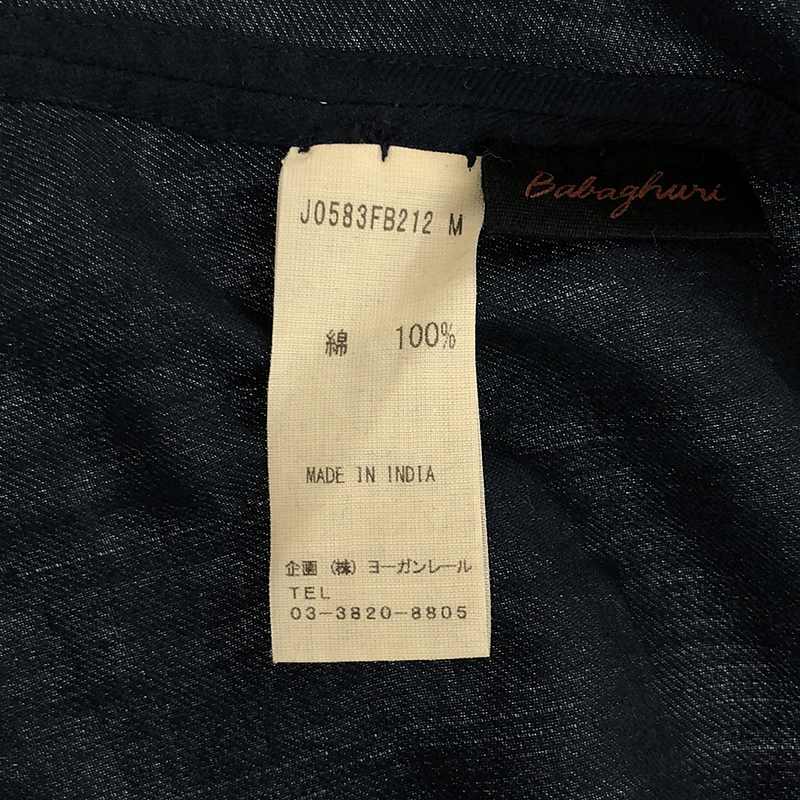 J0583FB212 M
Babaghuri
綿 100%
MADE IN INDIA
企画 (株) ヨーガンレール
TEL
03-3820-8805